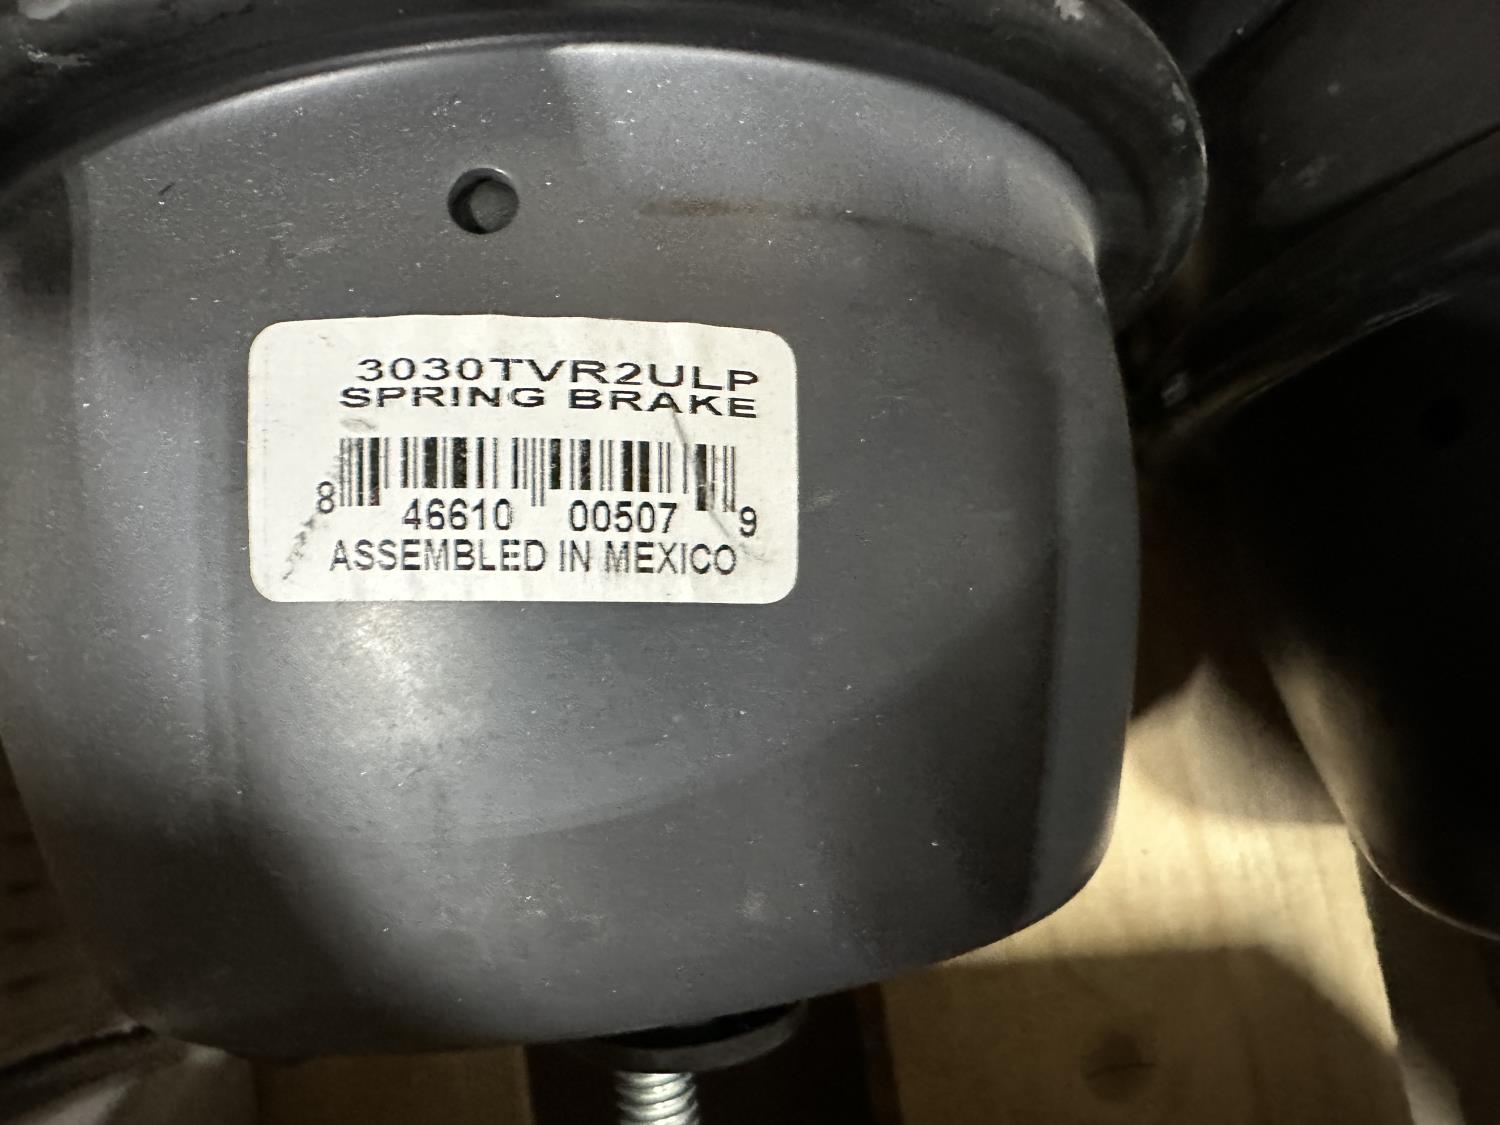 3030TVR2ULP
SPRING BRAKE
8 46610 00507 9
ASSEMBLED IN MEXICO